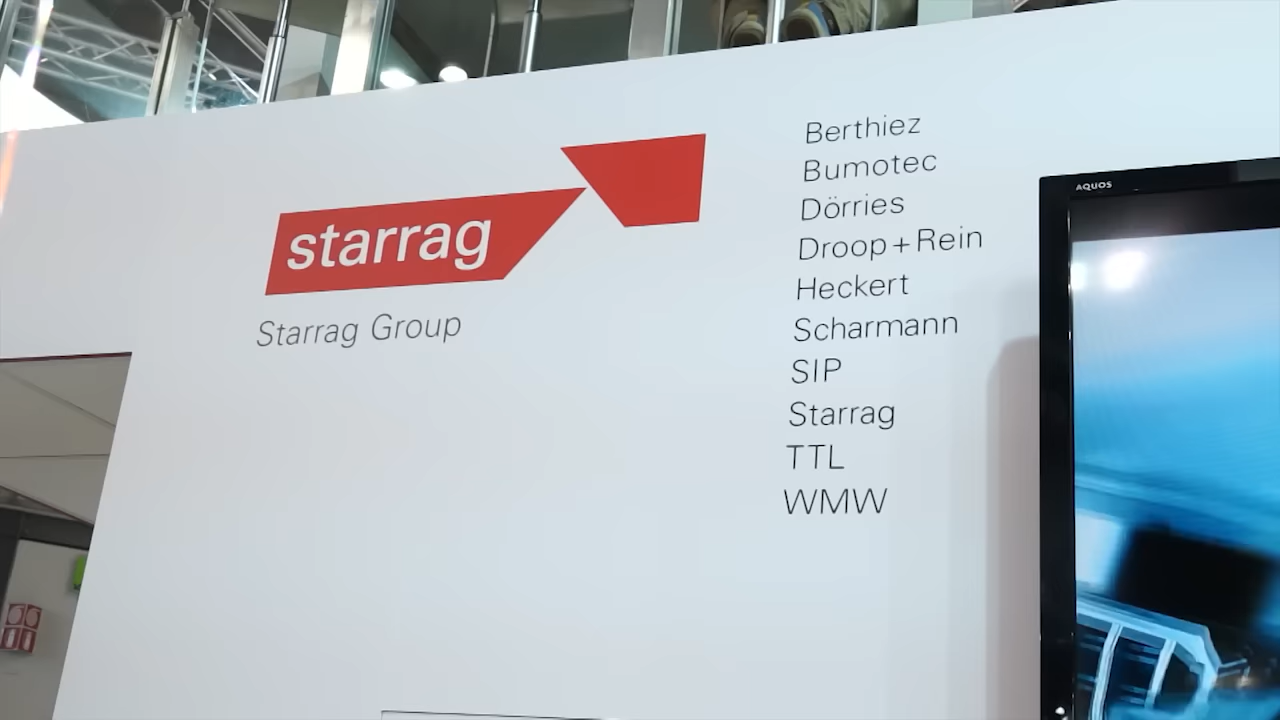 starrag
Starrag Group
Berthiez
Bumotec
Dörries
Droop+Rein
Heckert
Scharmann
SIP
Starrag
TTL
WMW
AQUOS